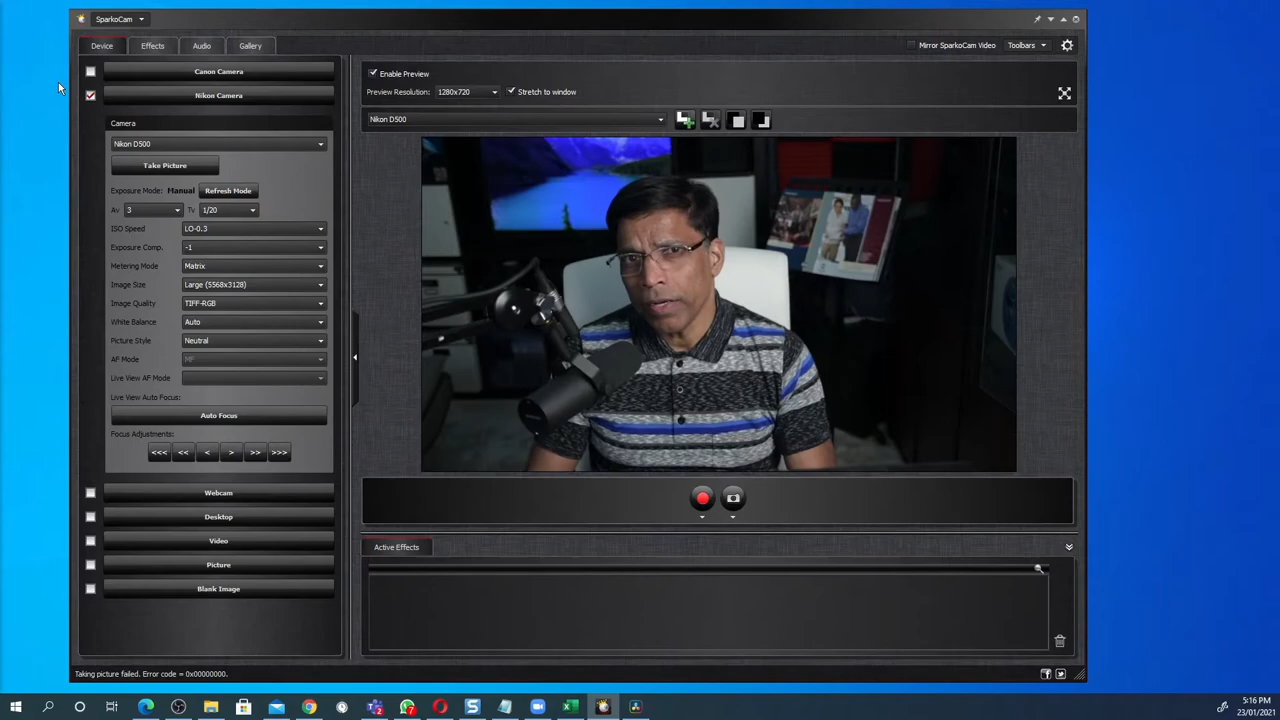 SparkoCam
Device Effects Audio Gallery
Mirror SparkoCam Video Toolbars
Canon Camera
Nikon Camera
Camera
Nikon D500
Take Picture
Exposure Mode: Manual Refresh Mode
Av 3 Tv 1/20
ISO Speed LO-0.3
Exposure Comp. -1
Metering Mode Matrix
Image Size Large (5568x3128)
Image Quality TIFF-RGB
White Balance Auto
Picture Style Neutral
AF Mode MF
Live View AF Mode
Live View Auto Focus:
Auto Focus
Focus Adjustments:
<<< << < > >> >>>
Webcam
Desktop
Video
Picture
Blank Image
Enable Preview
Preview Resolution: 1280x720 Stretch to window
Nikon D500
Active Effects
Taking picture failed. Error code = 0x00000000.
5:16 PM
23/01/2021